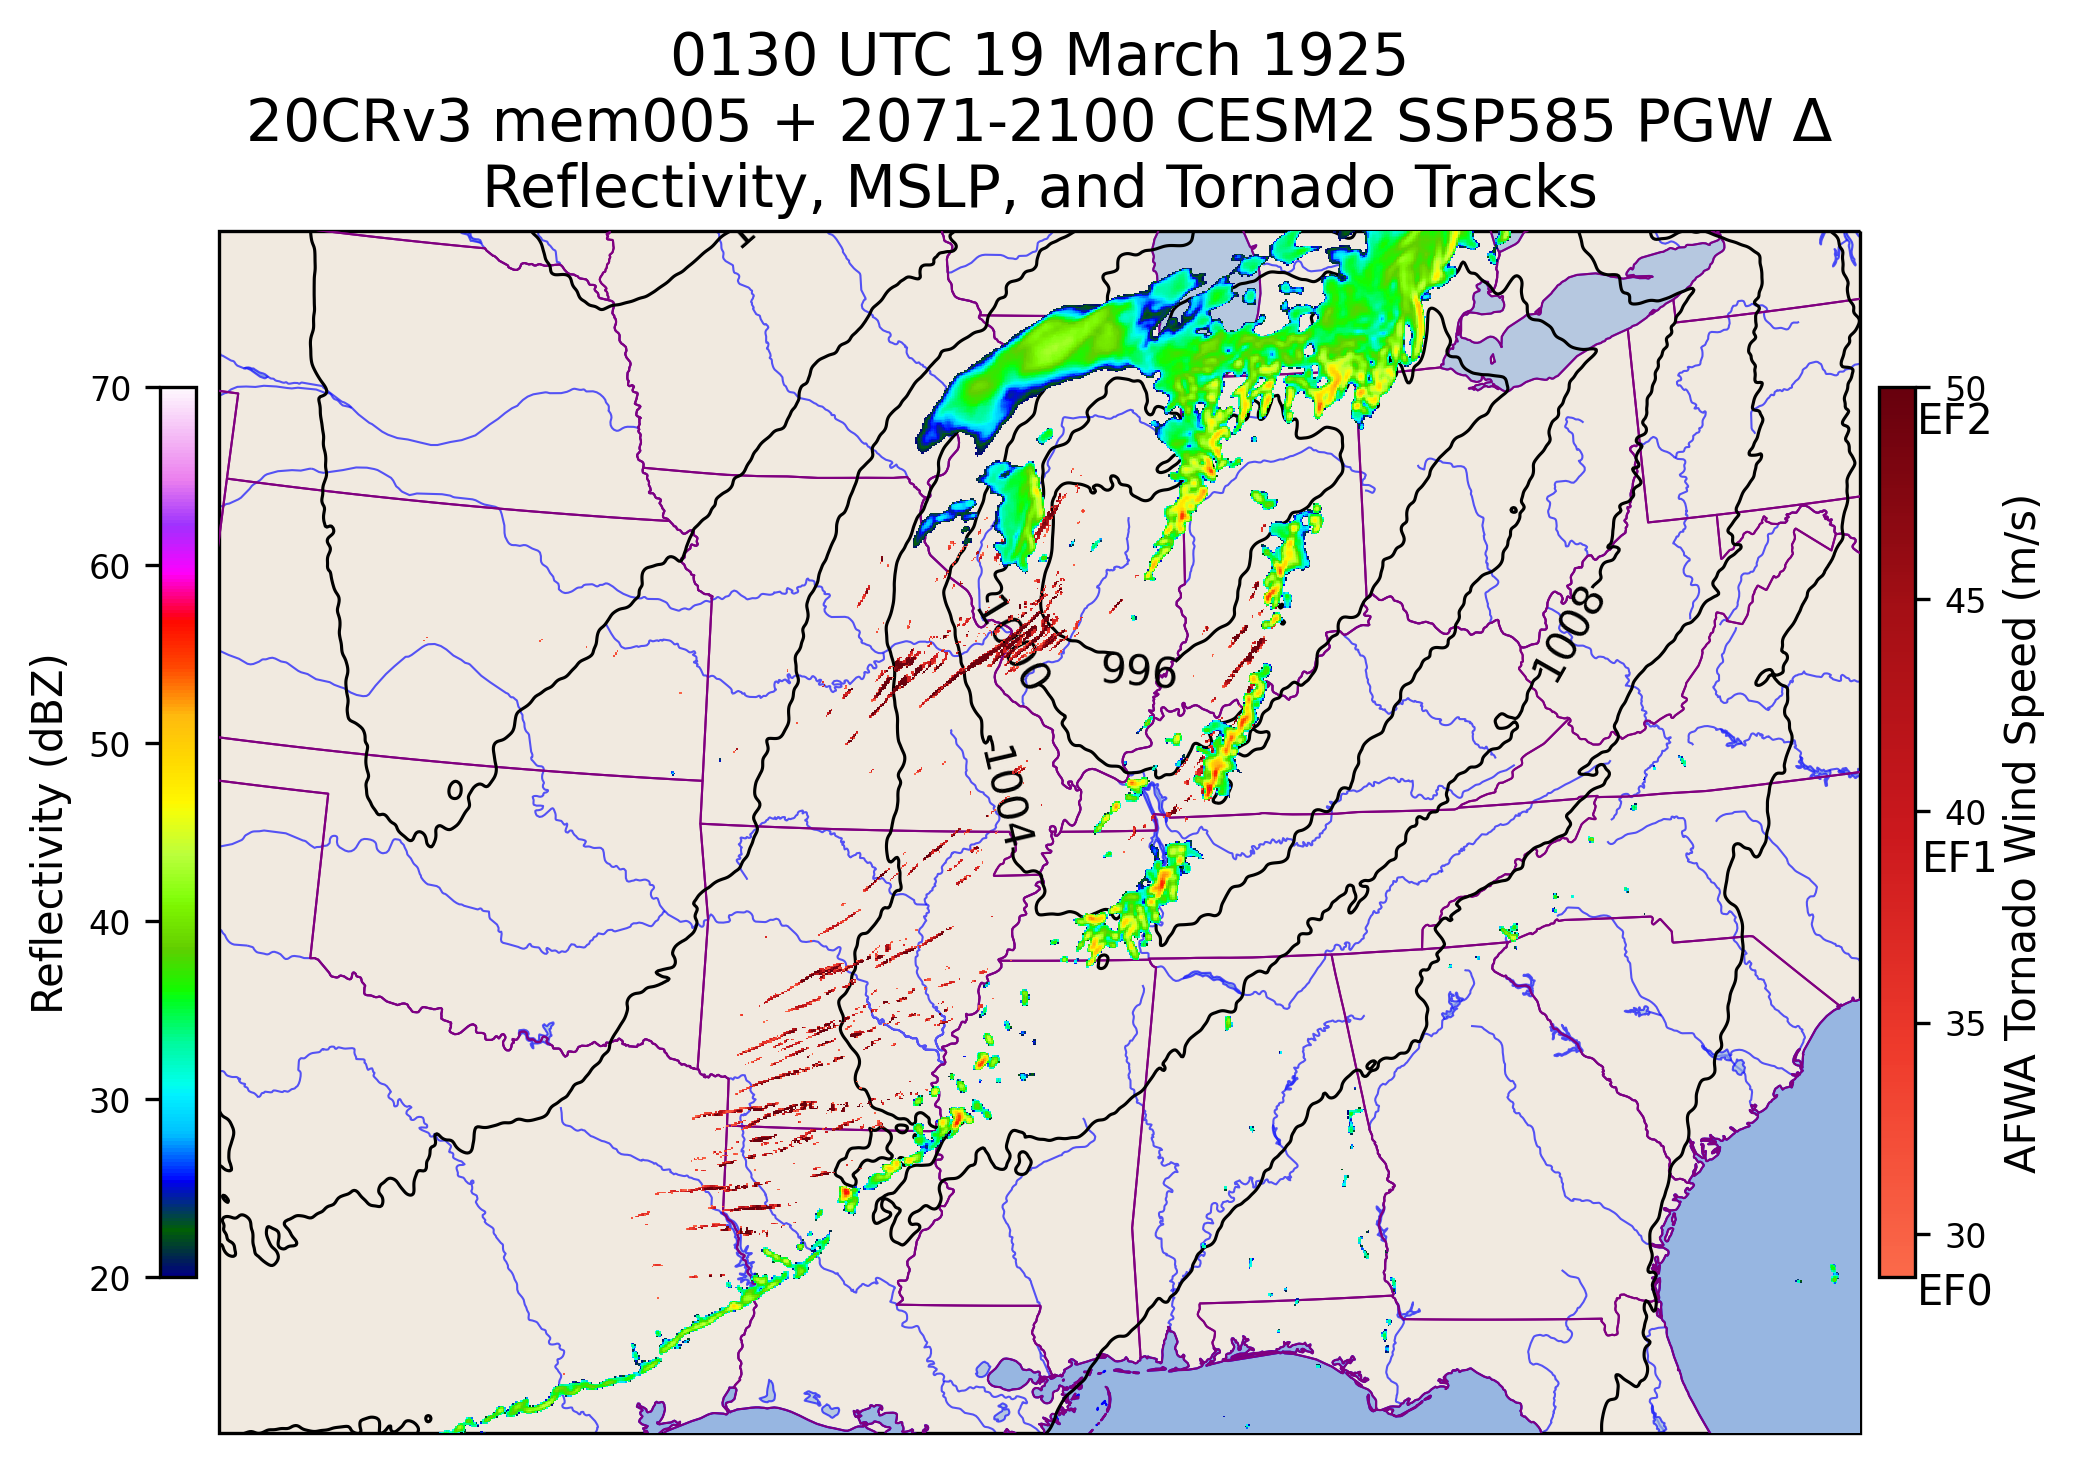 0130 UTC 19 March 1925
20CRv3 mem005 + 2071-2100 CESM2 SSP585 PGW Δ
Reflectivity, MSLP, and Tornado Tracks
Reflectivity (dBZ)
70
60
50
40
30
20
1000
996
1004
1008
50
EF2
45
40
EF1
35
30
EF0
AFWA Tornado Wind Speed (m/s)